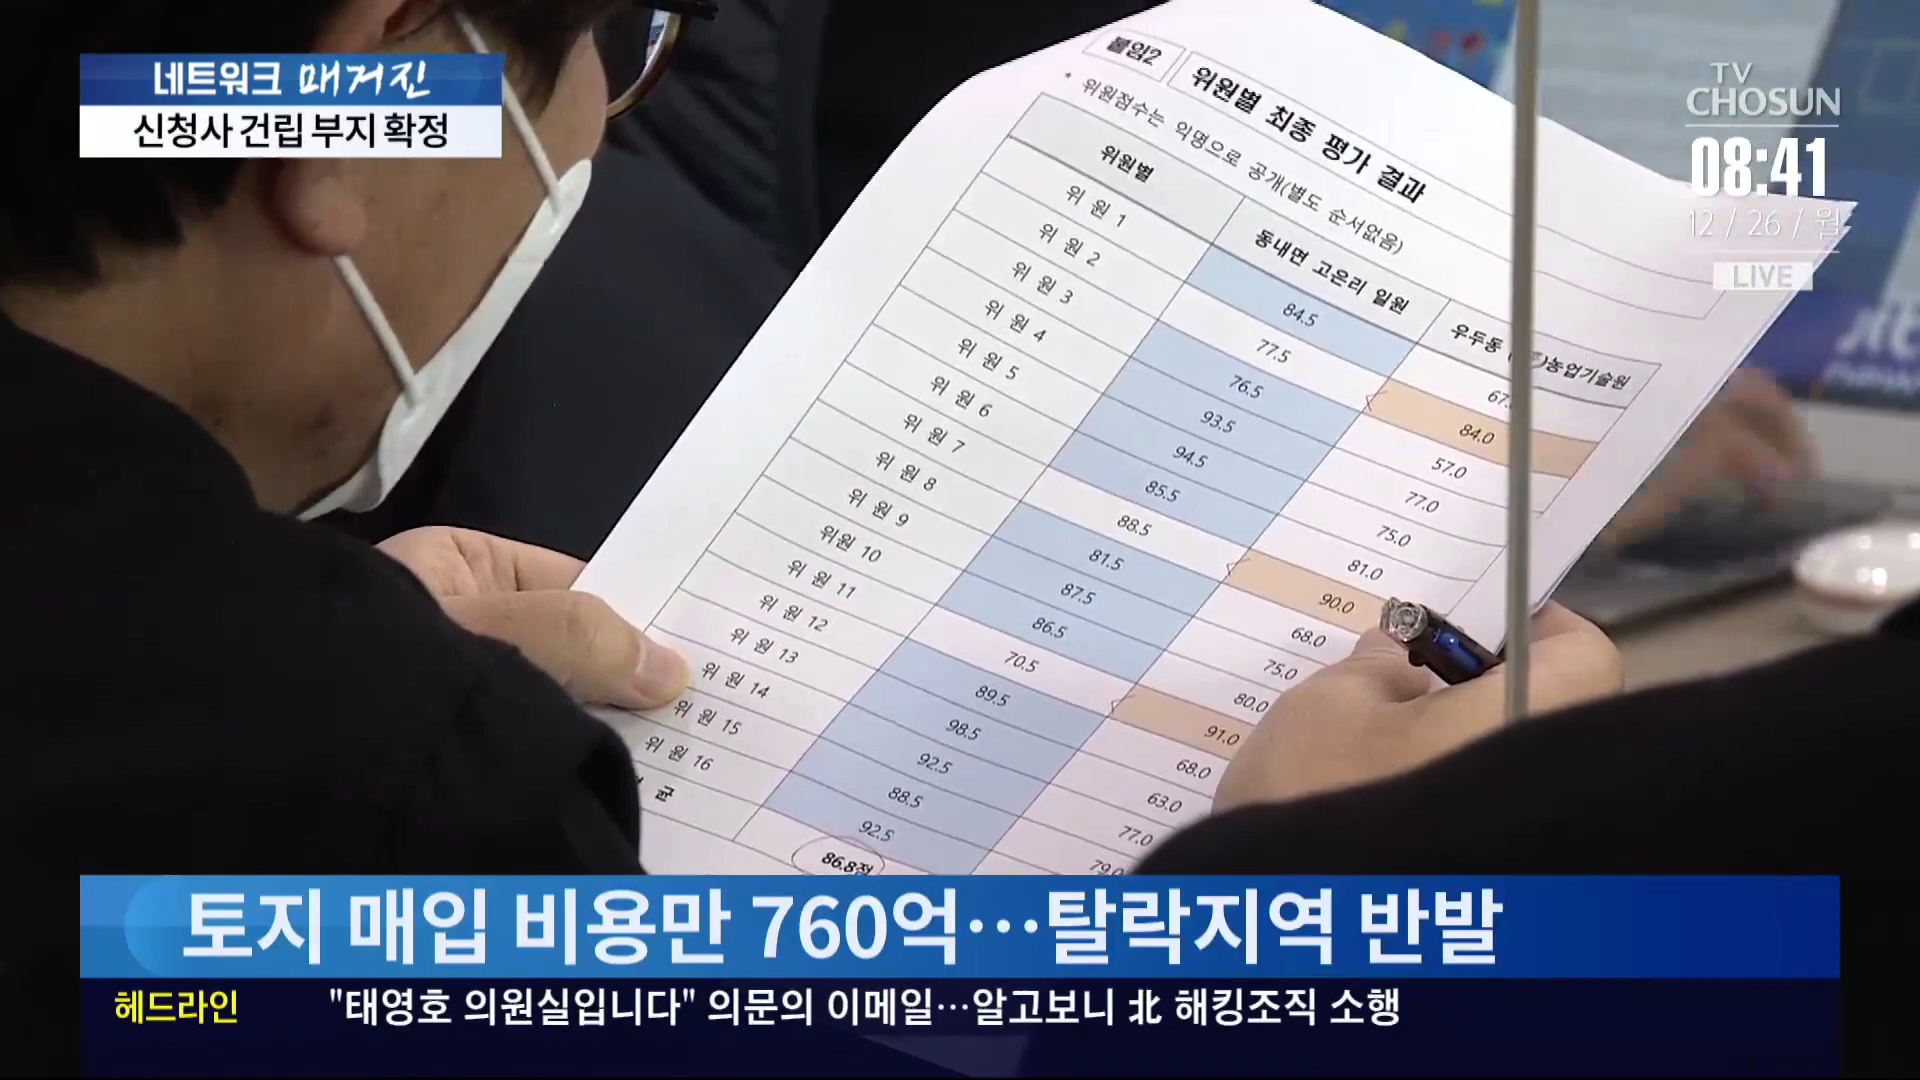 네트워크 매거진
신청사 건립 부지 확정
TV CHOSUN
08:41
12 / 26 / 월
LIVE
붙임2
위원별 최종 평가 결과
* 위원점수는 익명으로 공개(별도 순서없음)
위원별 동내면 고은리 일원 우두동 )농업기술원
위 원 1 84.5
위 원 2 77.5 84.0
위 원 3 76.5 57.0
위 원 4 93.5 77.0
위 원 5 94.5 75.0
위 원 6 85.5 81.0
위 원 7 88.5 90.0
위 원 8 81.5 68.0
위 원 9 87.5 75.0
위원 10 86.5 80.0
위 원 11 70.5 91.0
위 원 12 89.5 68.0
위 원 13 98.5 63.0
위 원 14 92.5 77.0
위 원 15 88.5 79.0
위 원 16 92.5
균 86.8점
토지 매입 비용만 760억…탈락지역 반발
헤드라인 "태영호 의원실입니다" 의문의 이메일…알고보니 北 해킹조직 소행